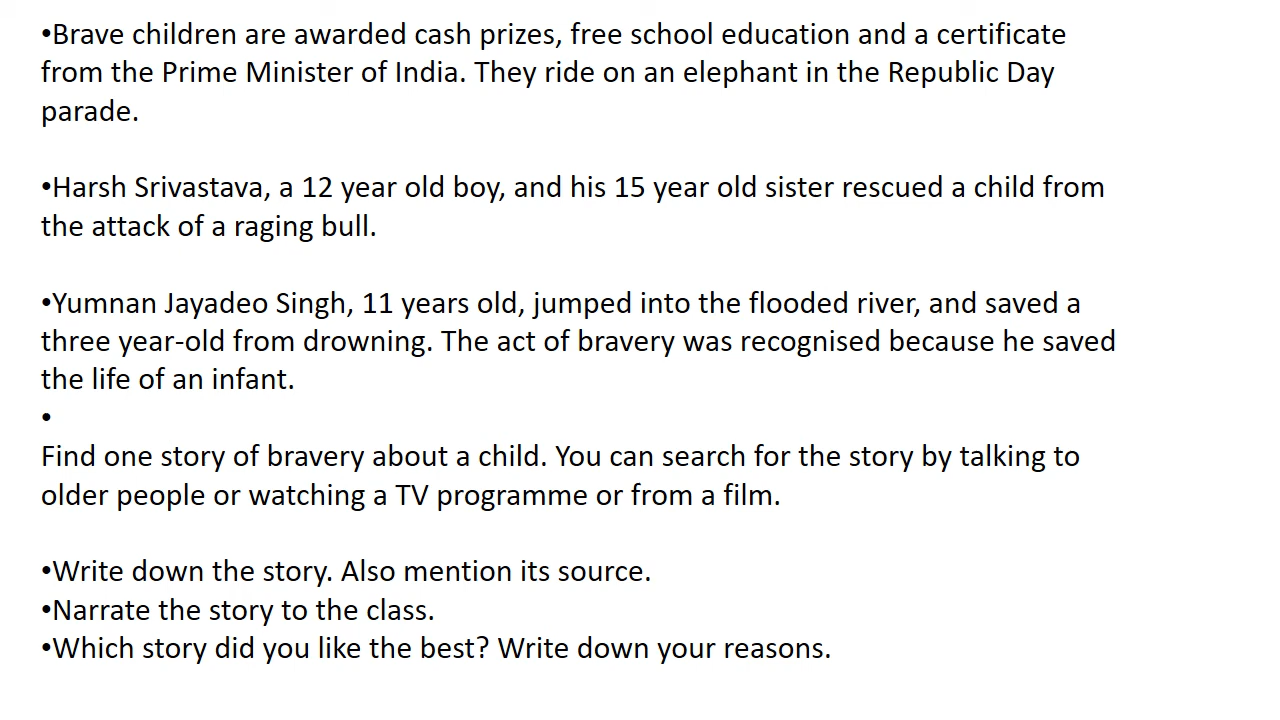 •Brave children are awarded cash prizes, free school education and a certificate
from the Prime Minister of India. They ride on an elephant in the Republic Day
parade.
•Harsh Srivastava, a 12 year old boy, and his 15 year old sister rescued a child from
the attack of a raging bull.
•Yumnan Jayadeo Singh, 11 years old, jumped into the flooded river, and saved a
three year-old from drowning. The act of bravery was recognised because he saved
the life of an infant.
•
Find one story of bravery about a child. You can search for the story by talking to
older people or watching a TV programme or from a film.
•Write down the story. Also mention its source.
•Narrate the story to the class.
•Which story did you like the best? Write down your reasons.